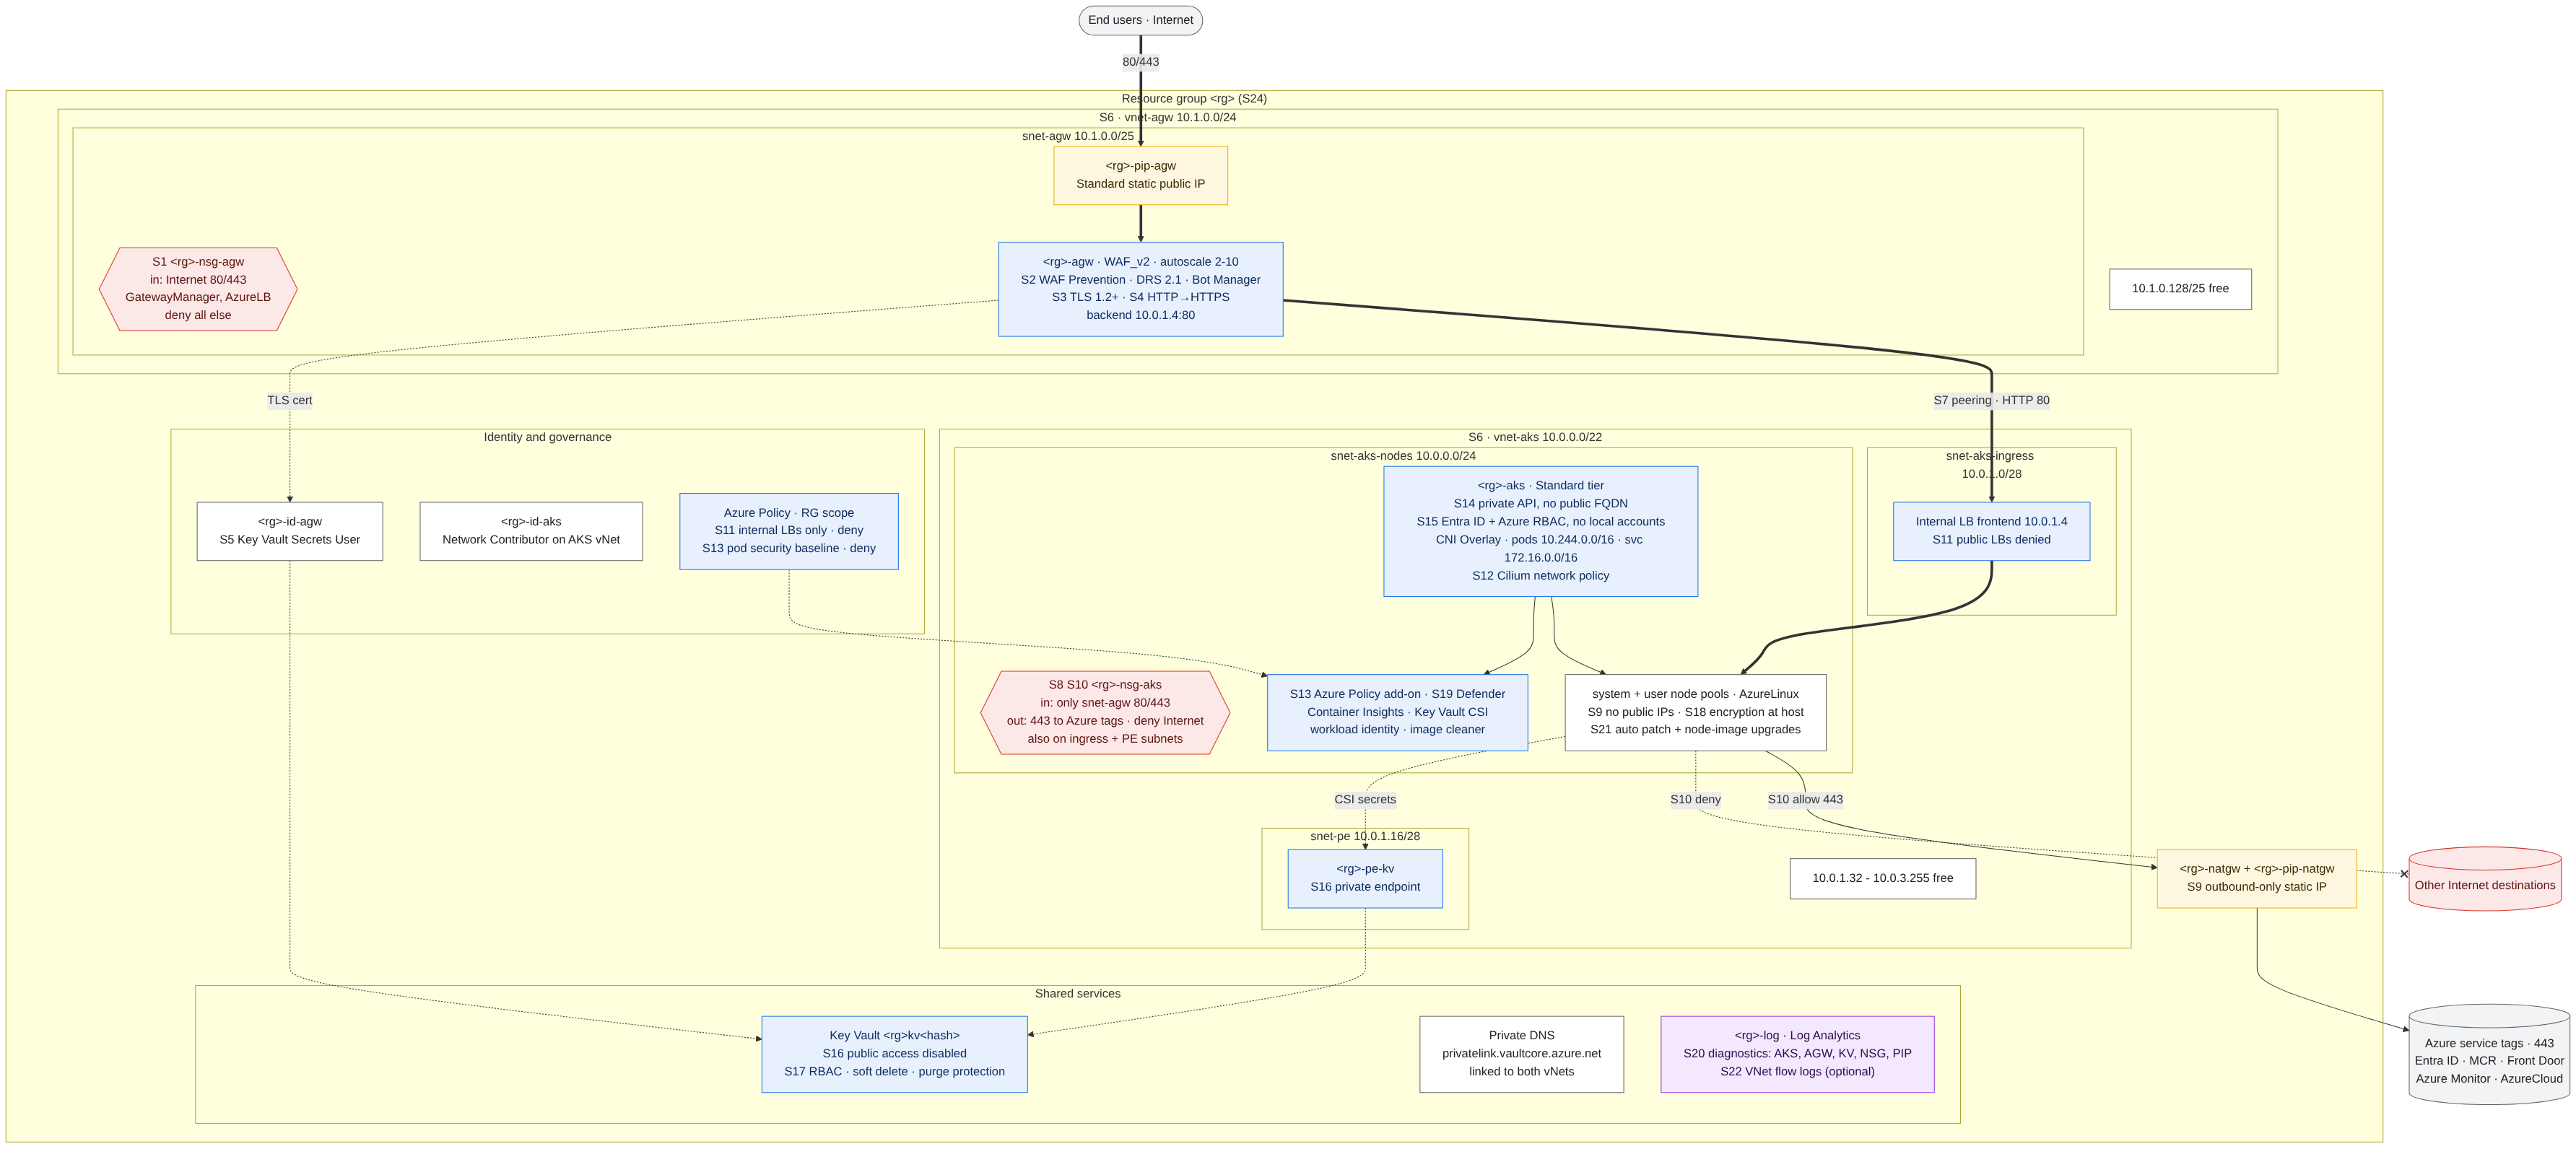 End users · Internet
80/443
Resource group <rg> (S24)
S6 · vnet-agw 10.1.0.0/24
snet-agw 10.1.0.0/25
<rg>-pip-agw
Standard static public IP
S1 <rg>-nsg-agw
in: Internet 80/443
GatewayManager, AzureLB
deny all else
<rg>-agw · WAF_v2 · autoscale 2-10
S2 WAF Prevention · DRS 2.1 · Bot Manager
S3 TLS 1.2+ · S4 HTTP→HTTPS
backend 10.0.1.4:80
10.1.0.128/25 free
TLS cert
S7 peering · HTTP 80
Identity and governance
<rg>-id-agw
S5 Key Vault Secrets User
<rg>-id-aks
Network Contributor on AKS vNet
Azure Policy · RG scope
S11 internal LBs only · deny
S13 pod security baseline · deny
S6 · vnet-aks 10.0.0.0/22
snet-aks-nodes 10.0.0.0/24
<rg>-aks · Standard tier
S14 private API, no public FQDN
S15 Entra ID + Azure RBAC, no local accounts
CNI Overlay · pods 10.244.0.0/16 · svc
172.16.0.0/16
S12 Cilium network policy
snet-aks-ingress
10.0.1.0/28
Internal LB frontend 10.0.1.4
S11 public LBs denied
S8 S10 <rg>-nsg-aks
in: only snet-agw 80/443
out: 443 to Azure tags · deny Internet
also on ingress + PE subnets
S13 Azure Policy add-on · S19 Defender
Container Insights · Key Vault CSI
workload identity · image cleaner
system + user node pools · AzureLinux
S9 no public IPs · S18 encryption at host
S21 auto patch + node-image upgrades
CSI secrets
S10 deny
S10 allow 443
snet-pe 10.0.1.16/28
<rg>-pe-kv
S16 private endpoint
10.0.1.32 - 10.0.3.255 free
<rg>-natgw + <rg>-pip-natgw
S9 outbound-only static IP
Other Internet destinations
Shared services
Key Vault <rg>kv<hash>
S16 public access disabled
S17 RBAC · soft delete · purge protection
Private DNS
privatelink.vaultcore.azure.net
linked to both vNets
<rg>-log · Log Analytics
S20 diagnostics: AKS, AGW, KV, NSG, PIP
S22 VNet flow logs (optional)
Azure service tags · 443
Entra ID · MCR · Front Door
Azure Monitor · AzureCloud